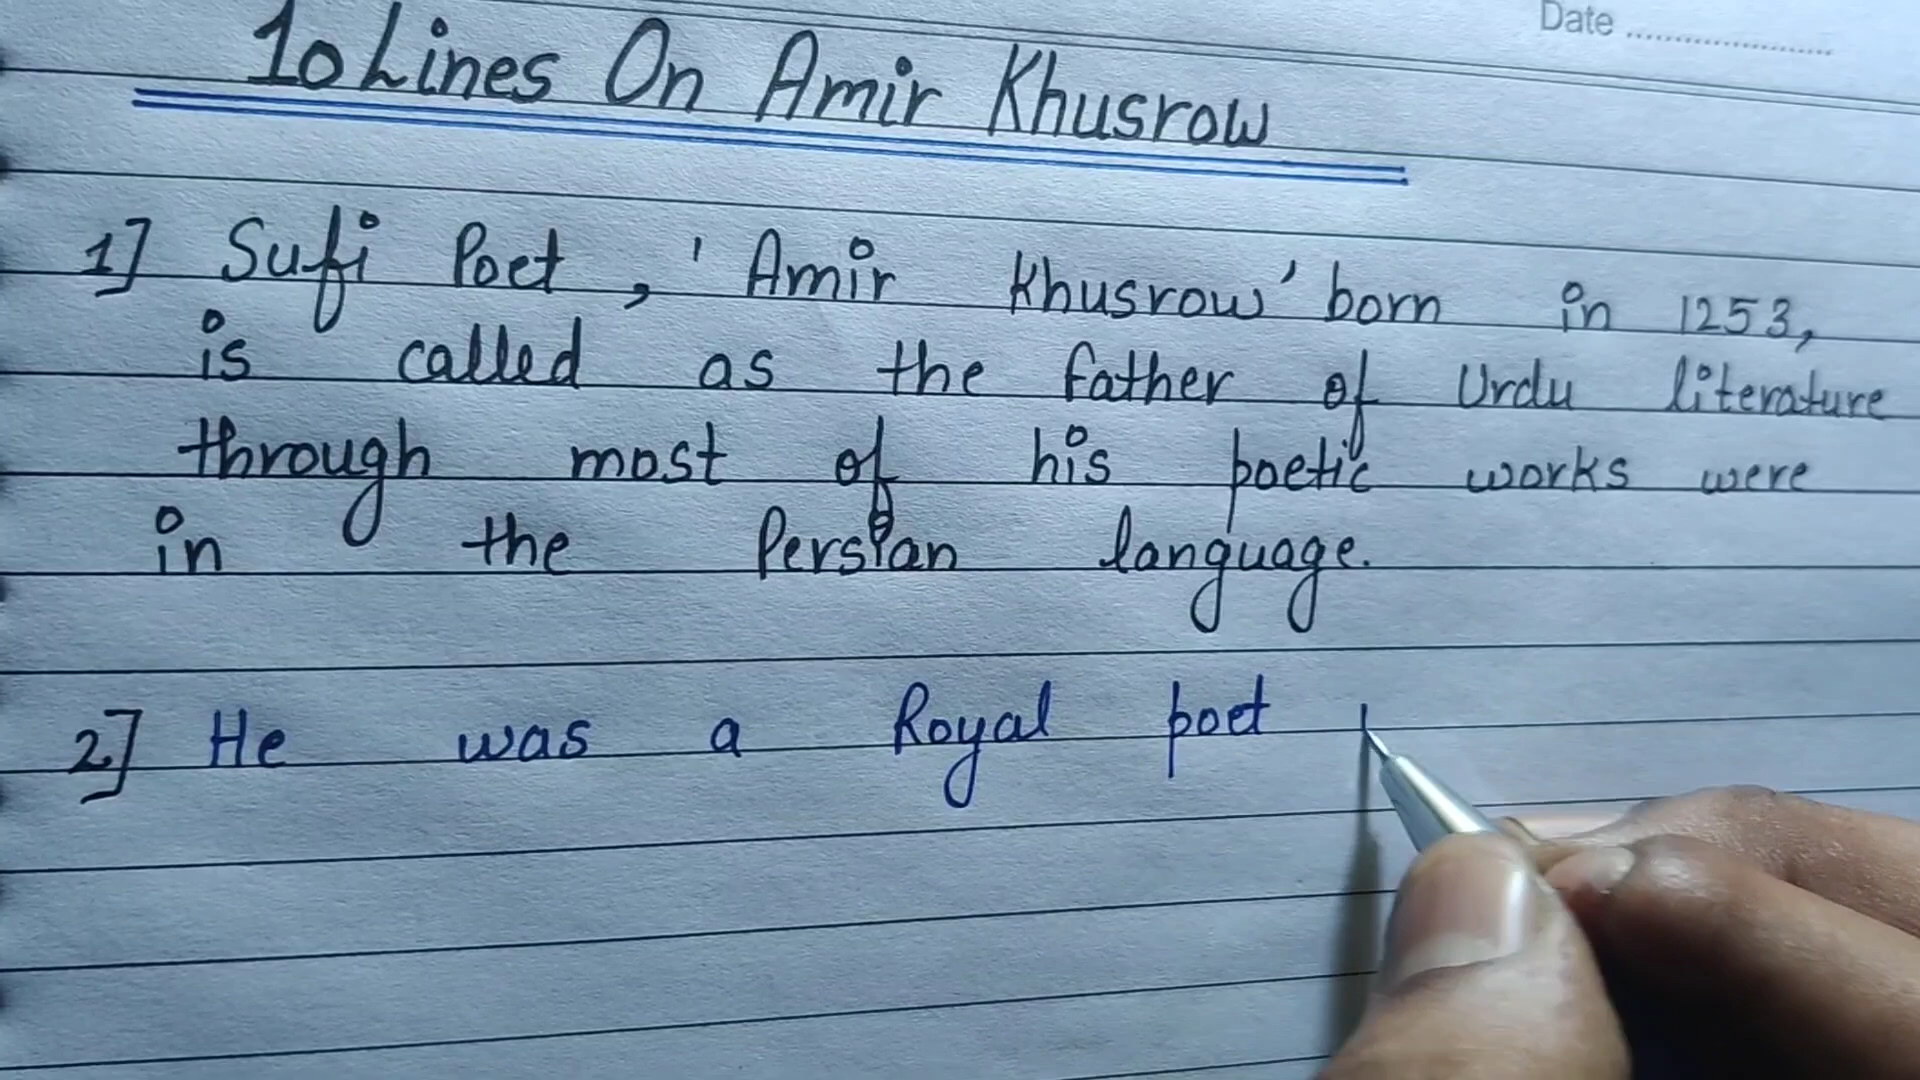 Date ........................
10 Lines On Amir Khusrow
1] Sufi Poet, 'Amir Khusrow' born in 1253,
is called as the father of Urdu literature
through most of his poetic works were
in the Persian language.
2] He was a Royal poet